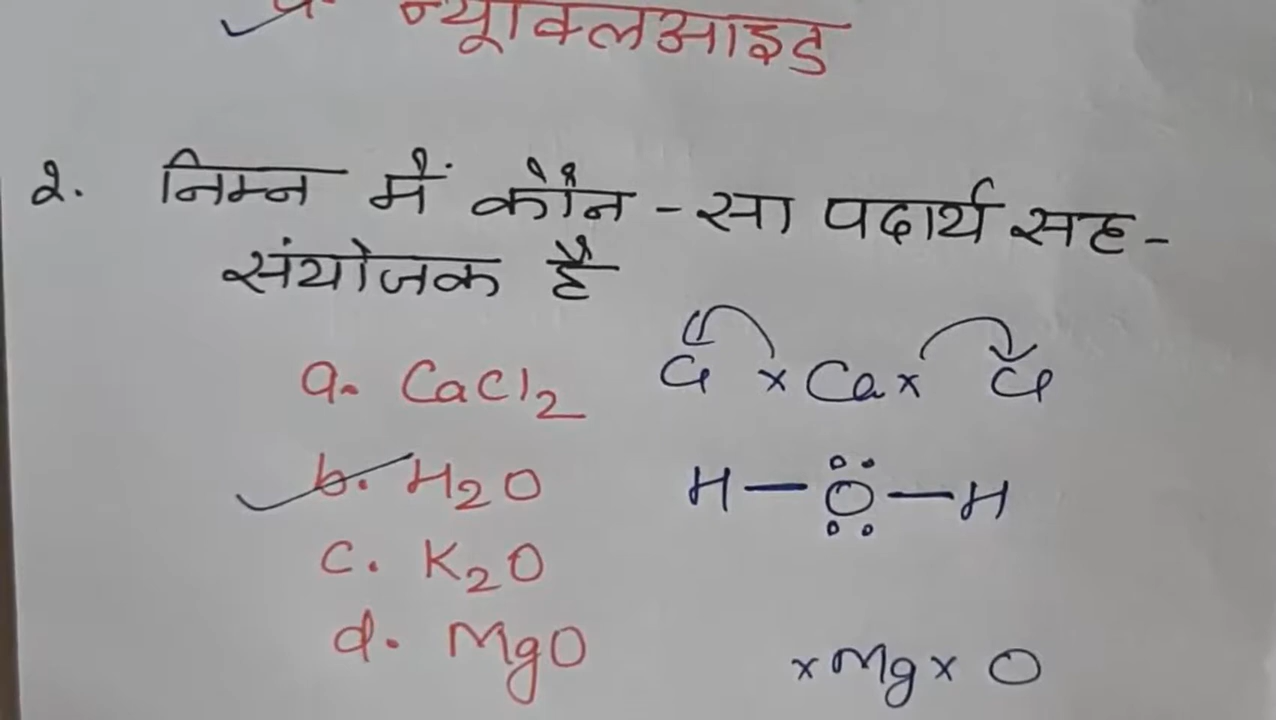 न्यूक्लिआइड
2. निम्न में कौन-सा पदार्थ सह-
संयोजक है
a. CaCl2 Cl x Ca x Cl
b. H2O H-O-H
c. K2O
d. MgO x Mg x O